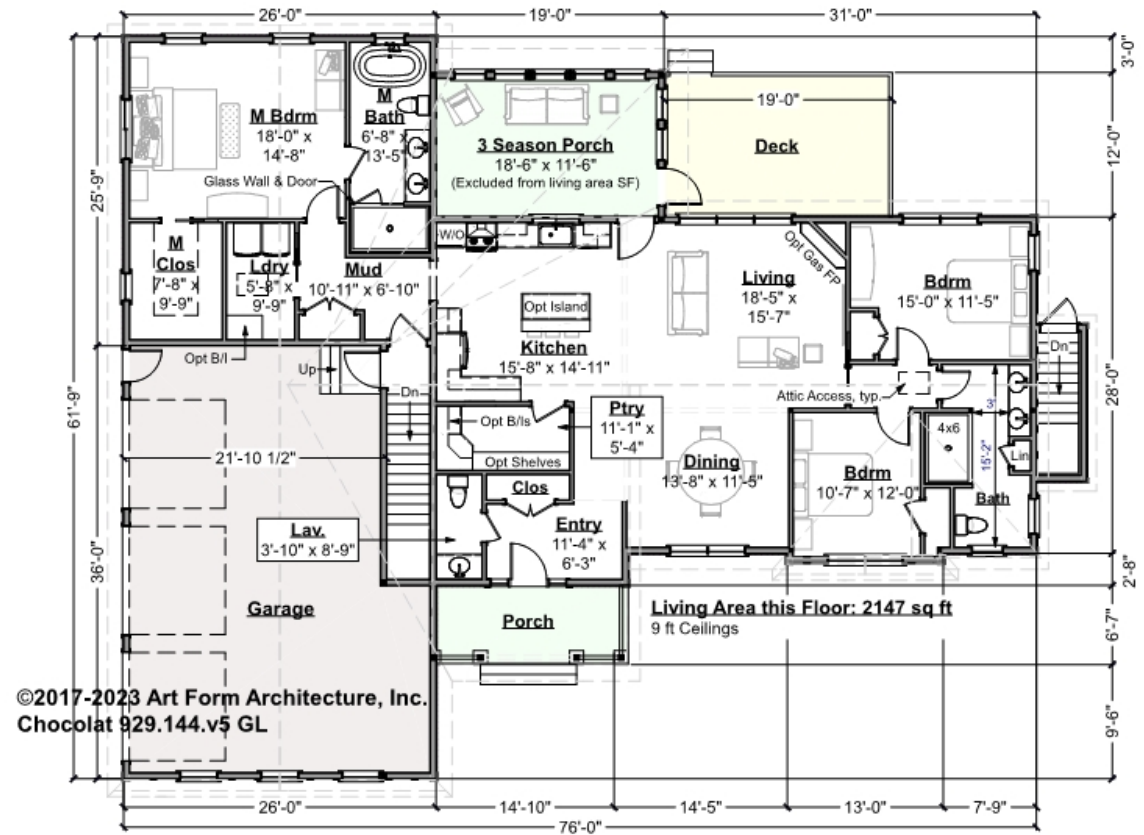 26'-0"
19'-0"
31'-0"
3'-0"
19'-0"
12'-0"
25'-9"
M Bdrm
18'-0" x
14'-8"
M
Bath
6'-8" x
13'-5"
Glass Wall & Door
3 Season Porch
18'-6" x 11'-6"
(Excluded from living area SF)
Deck
W/O
Opt Gas FP
M
Clos
7'-8" x
9'-9"
Ldry
5'-8" x
9'-9"
Mud
10'-11" x 6'-10"
Opt Island
Kitchen
15'-8" x 14'-11"
Living
18'-5" x
15'-7"
Bdrm
15'-0" x 11'-5"
Opt B/I
Up
Dn
Dn
Attic Access, typ.
28'-0"
61'-9"
21'-10 1/2"
Opt B/Is
Opt Shelves
Ptry
11'-1" x
5'-4"
Dining
13'-8" x 11'-5"
Bdrm
10'-7" x 12'-0"
4x6
3'
15'-2"
Lin
Bath
Clos
Lav.
3'-10" x 8'-9"
Entry
11'-4" x
6'-3"
36'-0"
2'-8"
Garage
Porch
Living Area this Floor: 2147 sq ft
9 ft Ceilings
6'-7"
©2017-2023 Art Form Architecture, Inc.
Chocolat 929.144.v5 GL
9'-6"
26'-0"
14'-10"
14'-5"
13'-0"
7'-9"
76'-0"